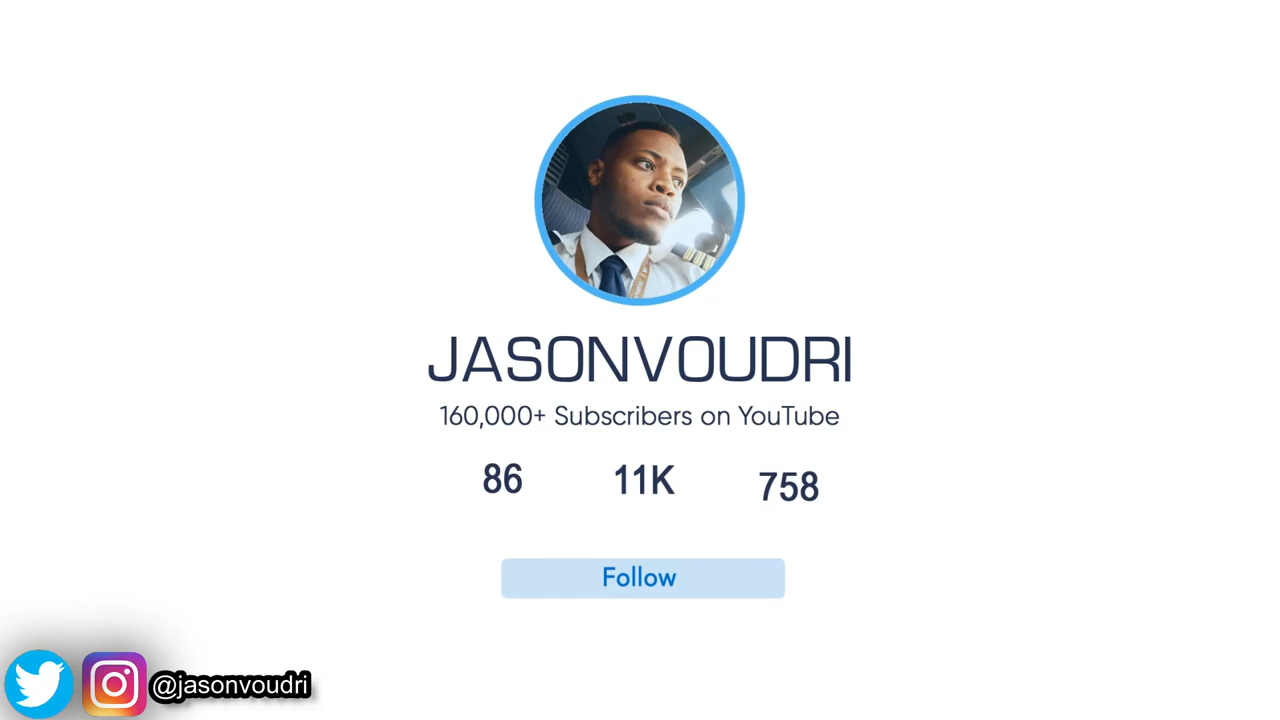 JASONVOUDRI
160,000+ Subscribers on YouTube
86 11K 758
Follow
@jasonvoudri